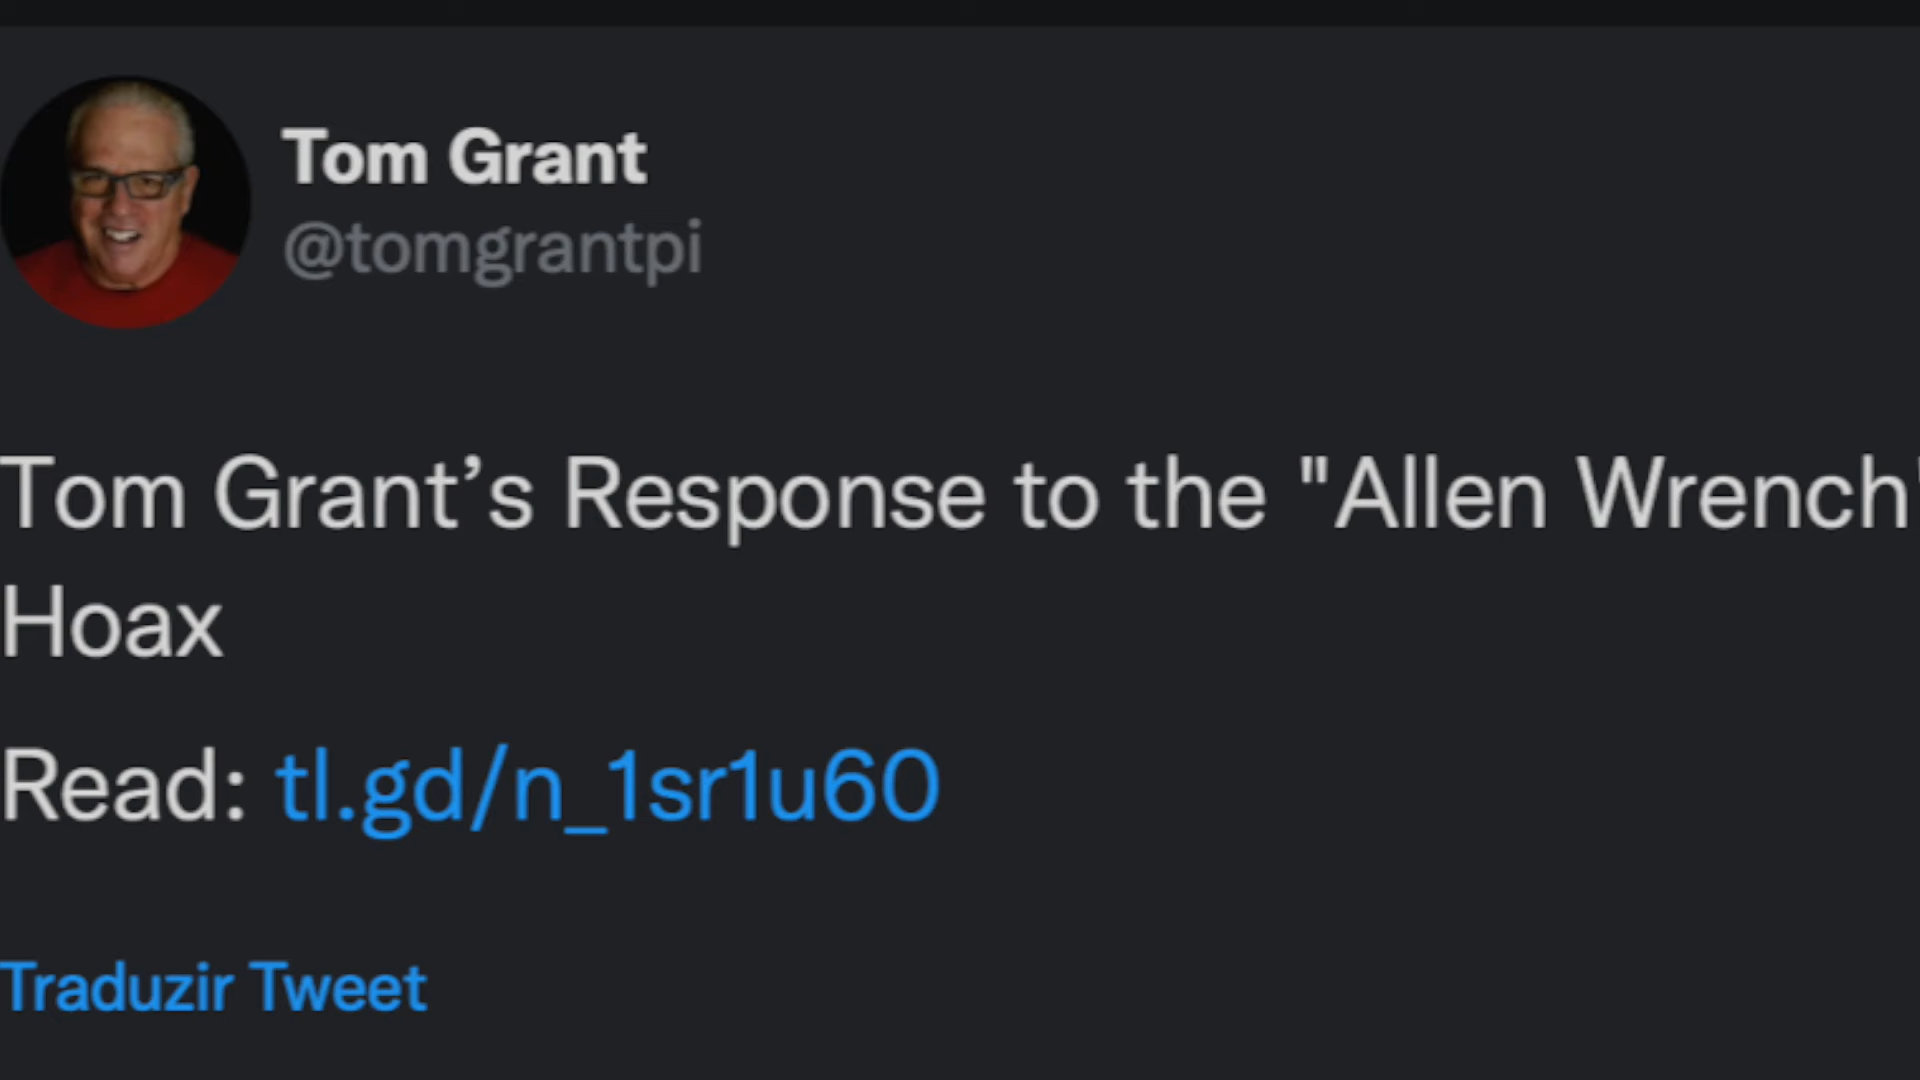 Tom Grant
@tomgrantpi
Tom Grant’s Response to the "Allen Wrench"
Hoax
Read: tl.gd/n_1sr1u60
Traduzir Tweet